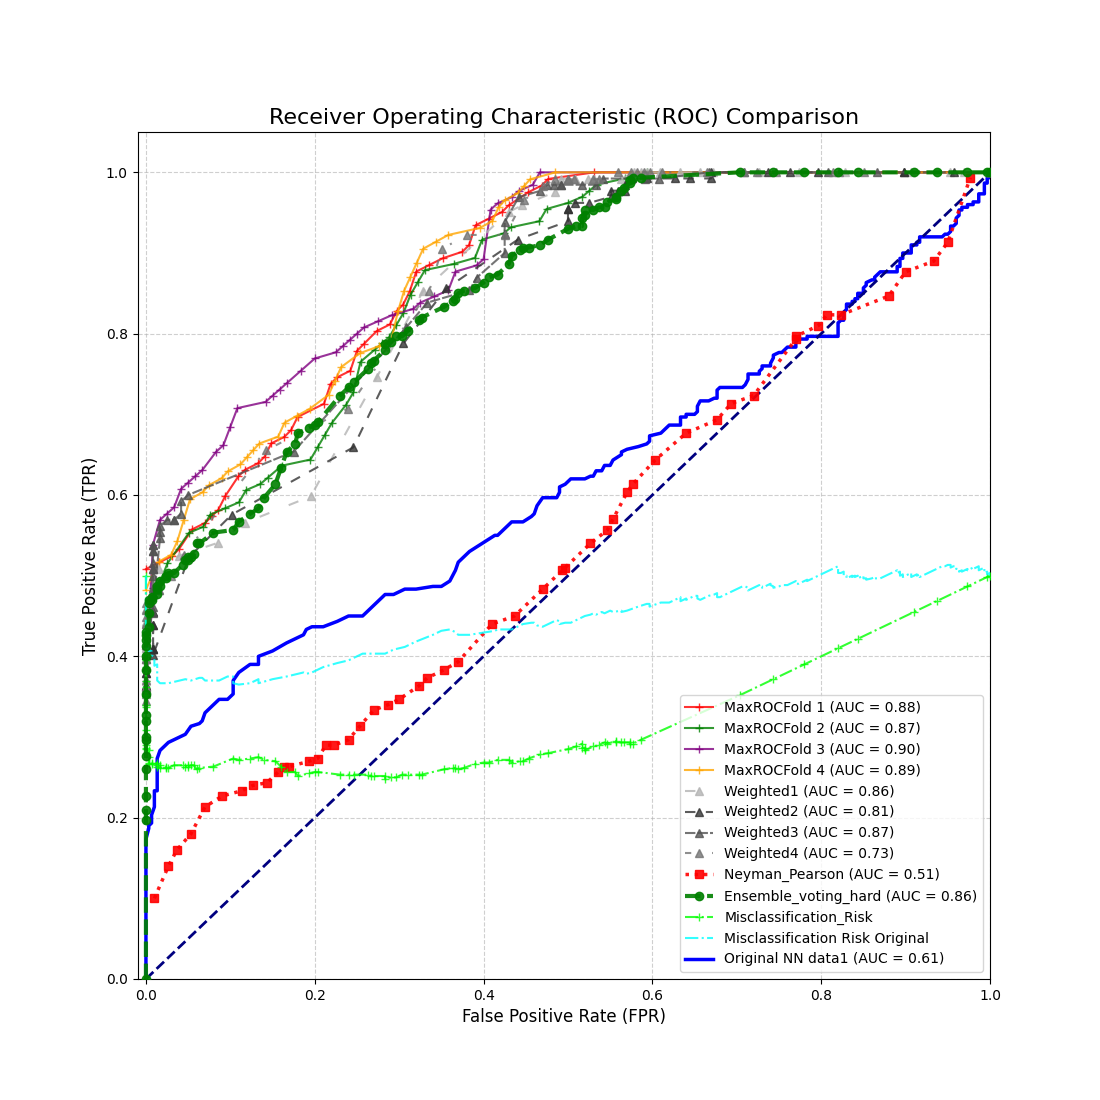 Receiver Operating Characteristic (ROC) Comparison
True Positive Rate (TPR)
1.0
0.8
0.6
0.4
0.2
0.0
MaxROCFold 1 (AUC = 0.88)
MaxROCFold 2 (AUC = 0.87)
MaxROCFold 3 (AUC = 0.90)
MaxROCFold 4 (AUC = 0.89)
Weighted1 (AUC = 0.86)
Weighted2 (AUC = 0.81)
Weighted3 (AUC = 0.87)
Weighted4 (AUC = 0.73)
Neyman_Pearson (AUC = 0.51)
Ensemble_voting_hard (AUC = 0.86)
Misclassification_Risk
Misclassification Risk Original
Original NN data1 (AUC = 0.61)
0.0 0.2 0.4 0.6 0.8 1.0
False Positive Rate (FPR)